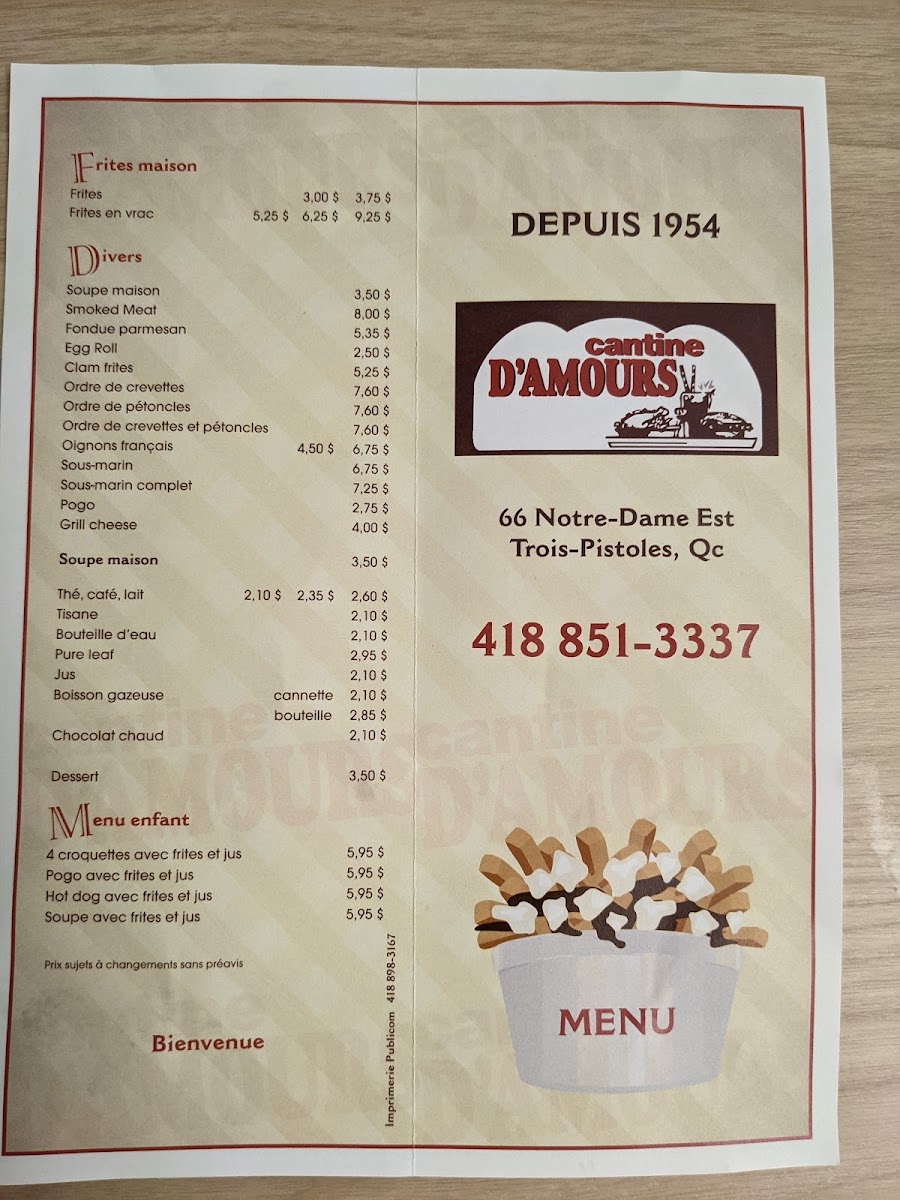 Frites maison
Frites 3,00 $ 3,75 $
Frites en vrac 5,25 $ 6,25 $ 9,25 $
Divers
Soupe maison 3,50 $
Smoked Meat 8,00 $
Fondue parmesan 5,35 $
Egg Roll 2,50 $
Clam frites 5,25 $
Ordre de crevettes 7,60 $
Ordre de pétoncles 7,60 $
Ordre de crevettes et pétoncles 7,60 $
Oignons français 4,50 $ 6,75 $
Sous-marin 6,75 $
Sous-marin complet 7,25 $
Pogo 2,75 $
Grill cheese 4,00 $
Soupe maison 3,50 $
Thé, café, lait 2,10 $ 2,35 $ 2,60 $
Tisane 2,10 $
Bouteille d'eau 2,10 $
Pure leaf 2,95 $
Jus 2,10 $
Boisson gazeuse cannette 2,10 $
bouteille 2,85 $
Chocolat chaud 2,10 $
Dessert 3,50 $
Menu enfant
4 croquettes avec frites et jus 5,95 $
Pogo avec frites et jus 5,95 $
Hot dog avec frites et jus 5,95 $
Soupe avec frites et jus 5,95 $
Prix sujets à changements sans préavis
Bienvenue
Imprimerie Publicom 418 898-3167
DEPUIS 1954
cantine
D'AMOURS
66 Notre-Dame Est
Trois-Pistoles, Qc
418 851-3337
cantine
D'AMOURS
MENU